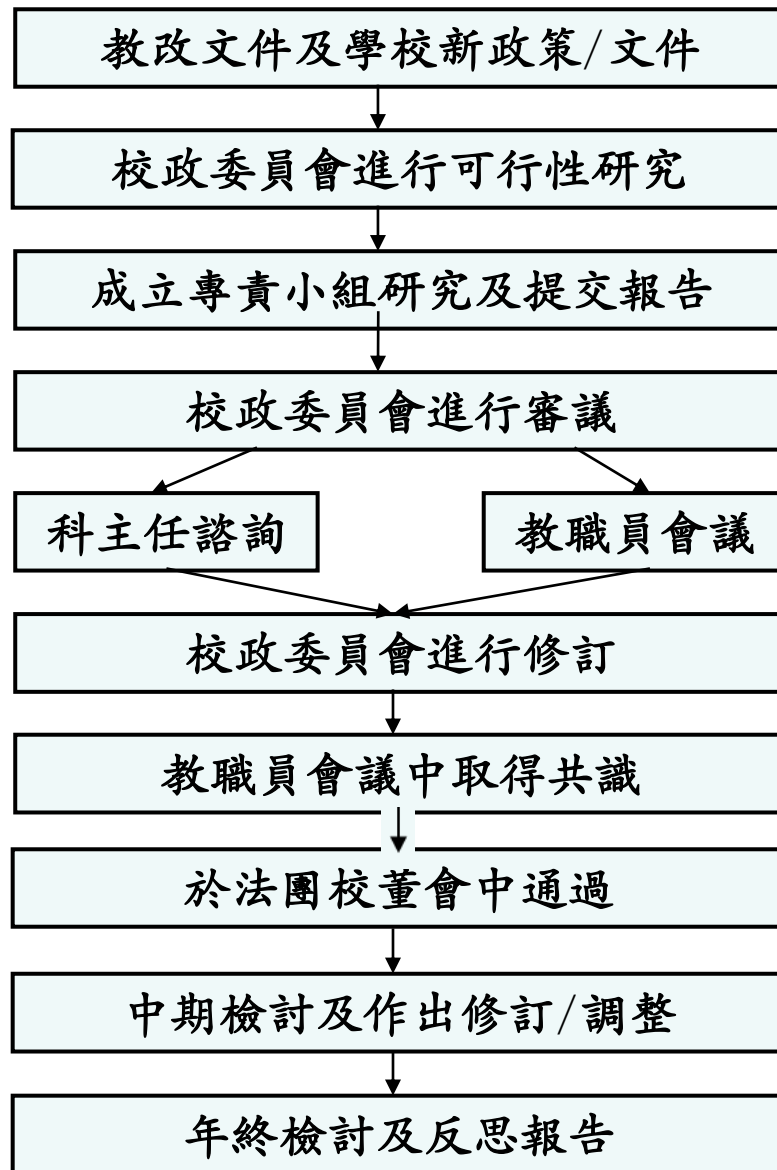 教改文件及學校新政策/文件
校政委員會進行可行性研究
成立專責小組研究及提交報告
校政委員會進行審議
科主任諮詢
教職員會議
校政委員會進行修訂
教職員會議中取得共識
於法團校董會中通過
中期檢討及作出修訂/調整
年終檢討及反思報告